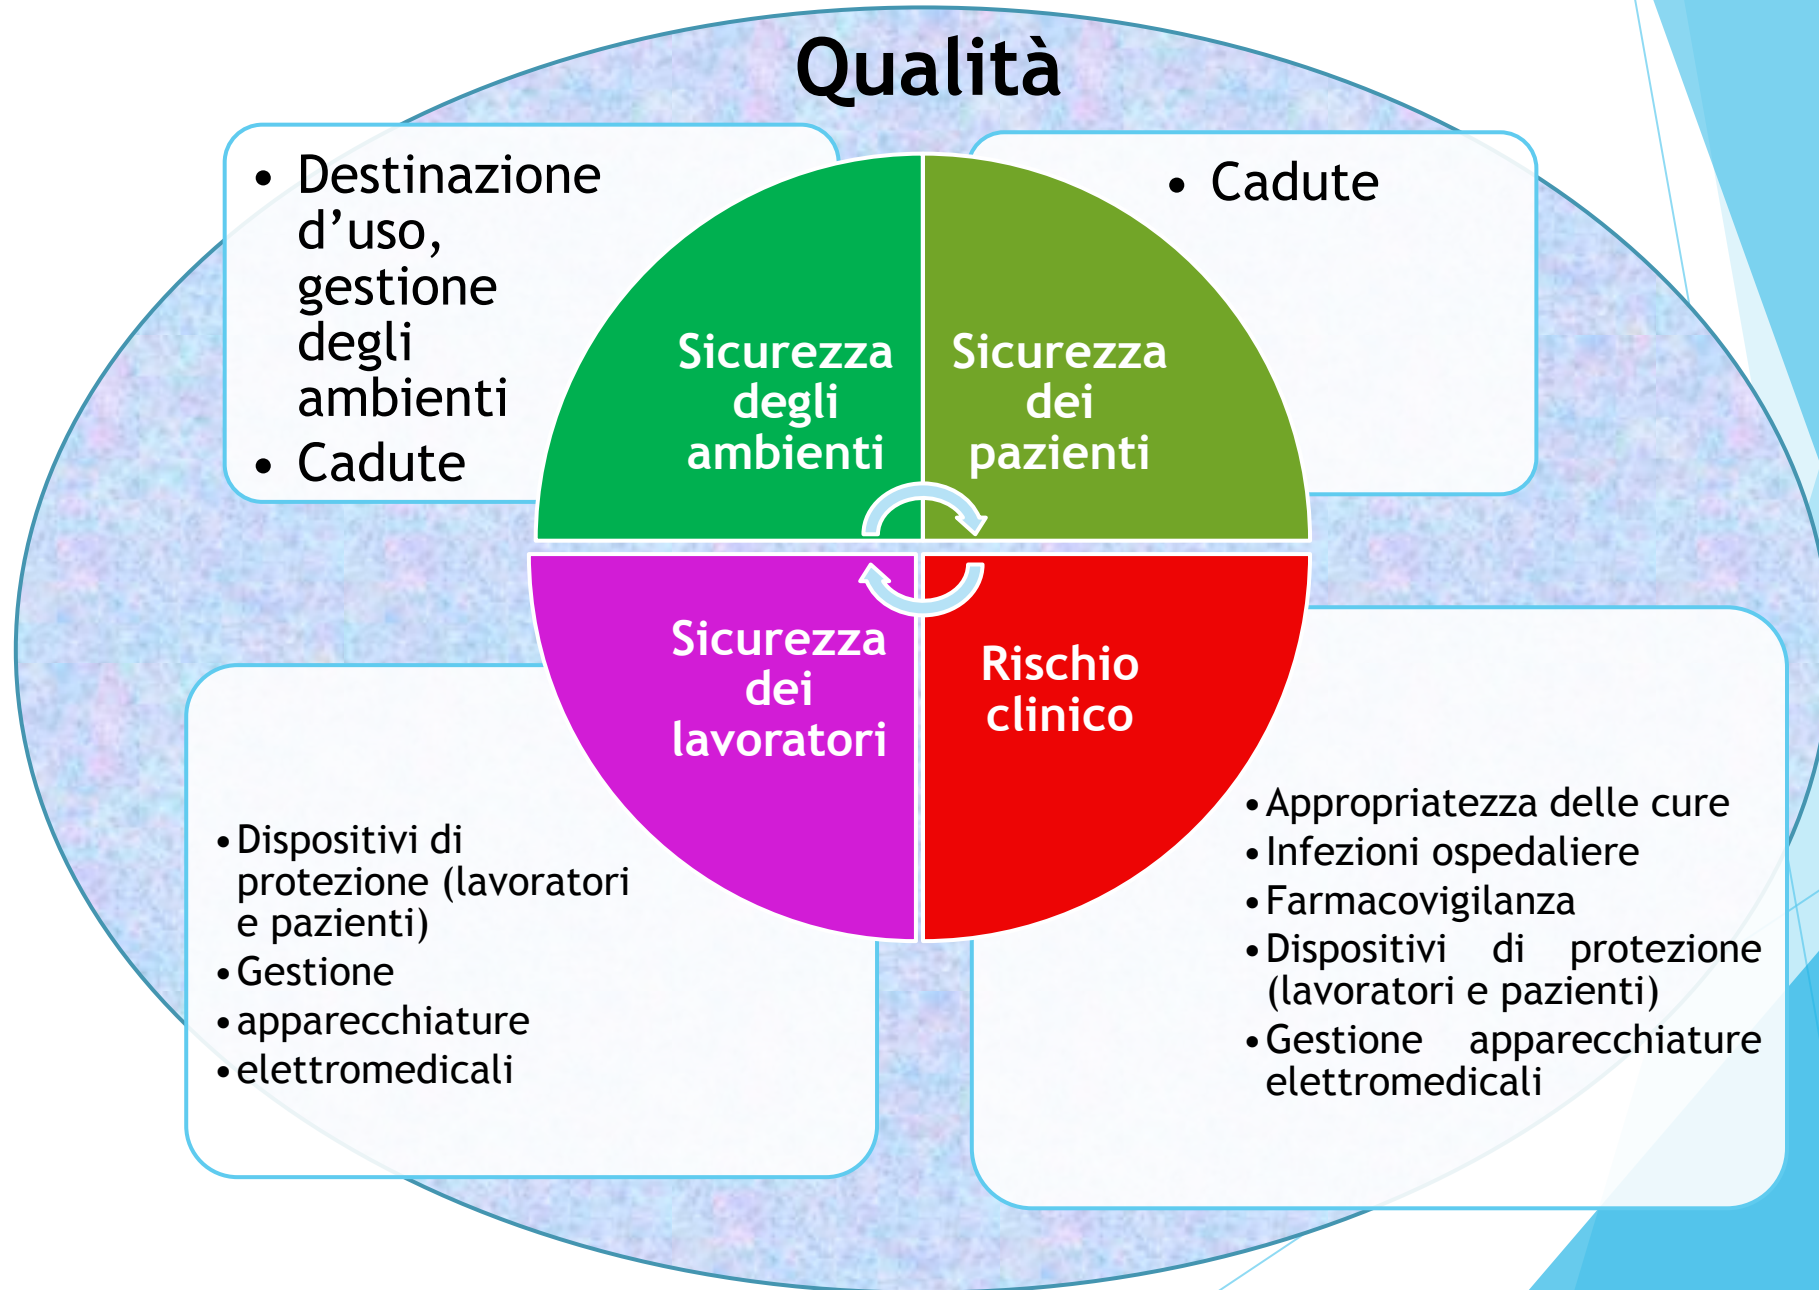 Qualità
• Destinazione
d’uso,
gestione
degli
ambienti
• Cadute
• Cadute
Sicurezza
degli
ambienti
Sicurezza
dei
pazienti
Sicurezza
dei
lavoratori
Rischio
clinico
• Dispositivi di
protezione (lavoratori
e pazienti)
• Gestione
• apparecchiature
• elettromedicali
• Appropriatezza delle cure
• Infezioni ospedaliere
• Farmacovigilanza
• Dispositivi di protezione
(lavoratori e pazienti)
• Gestione apparecchiature
elettromedicali